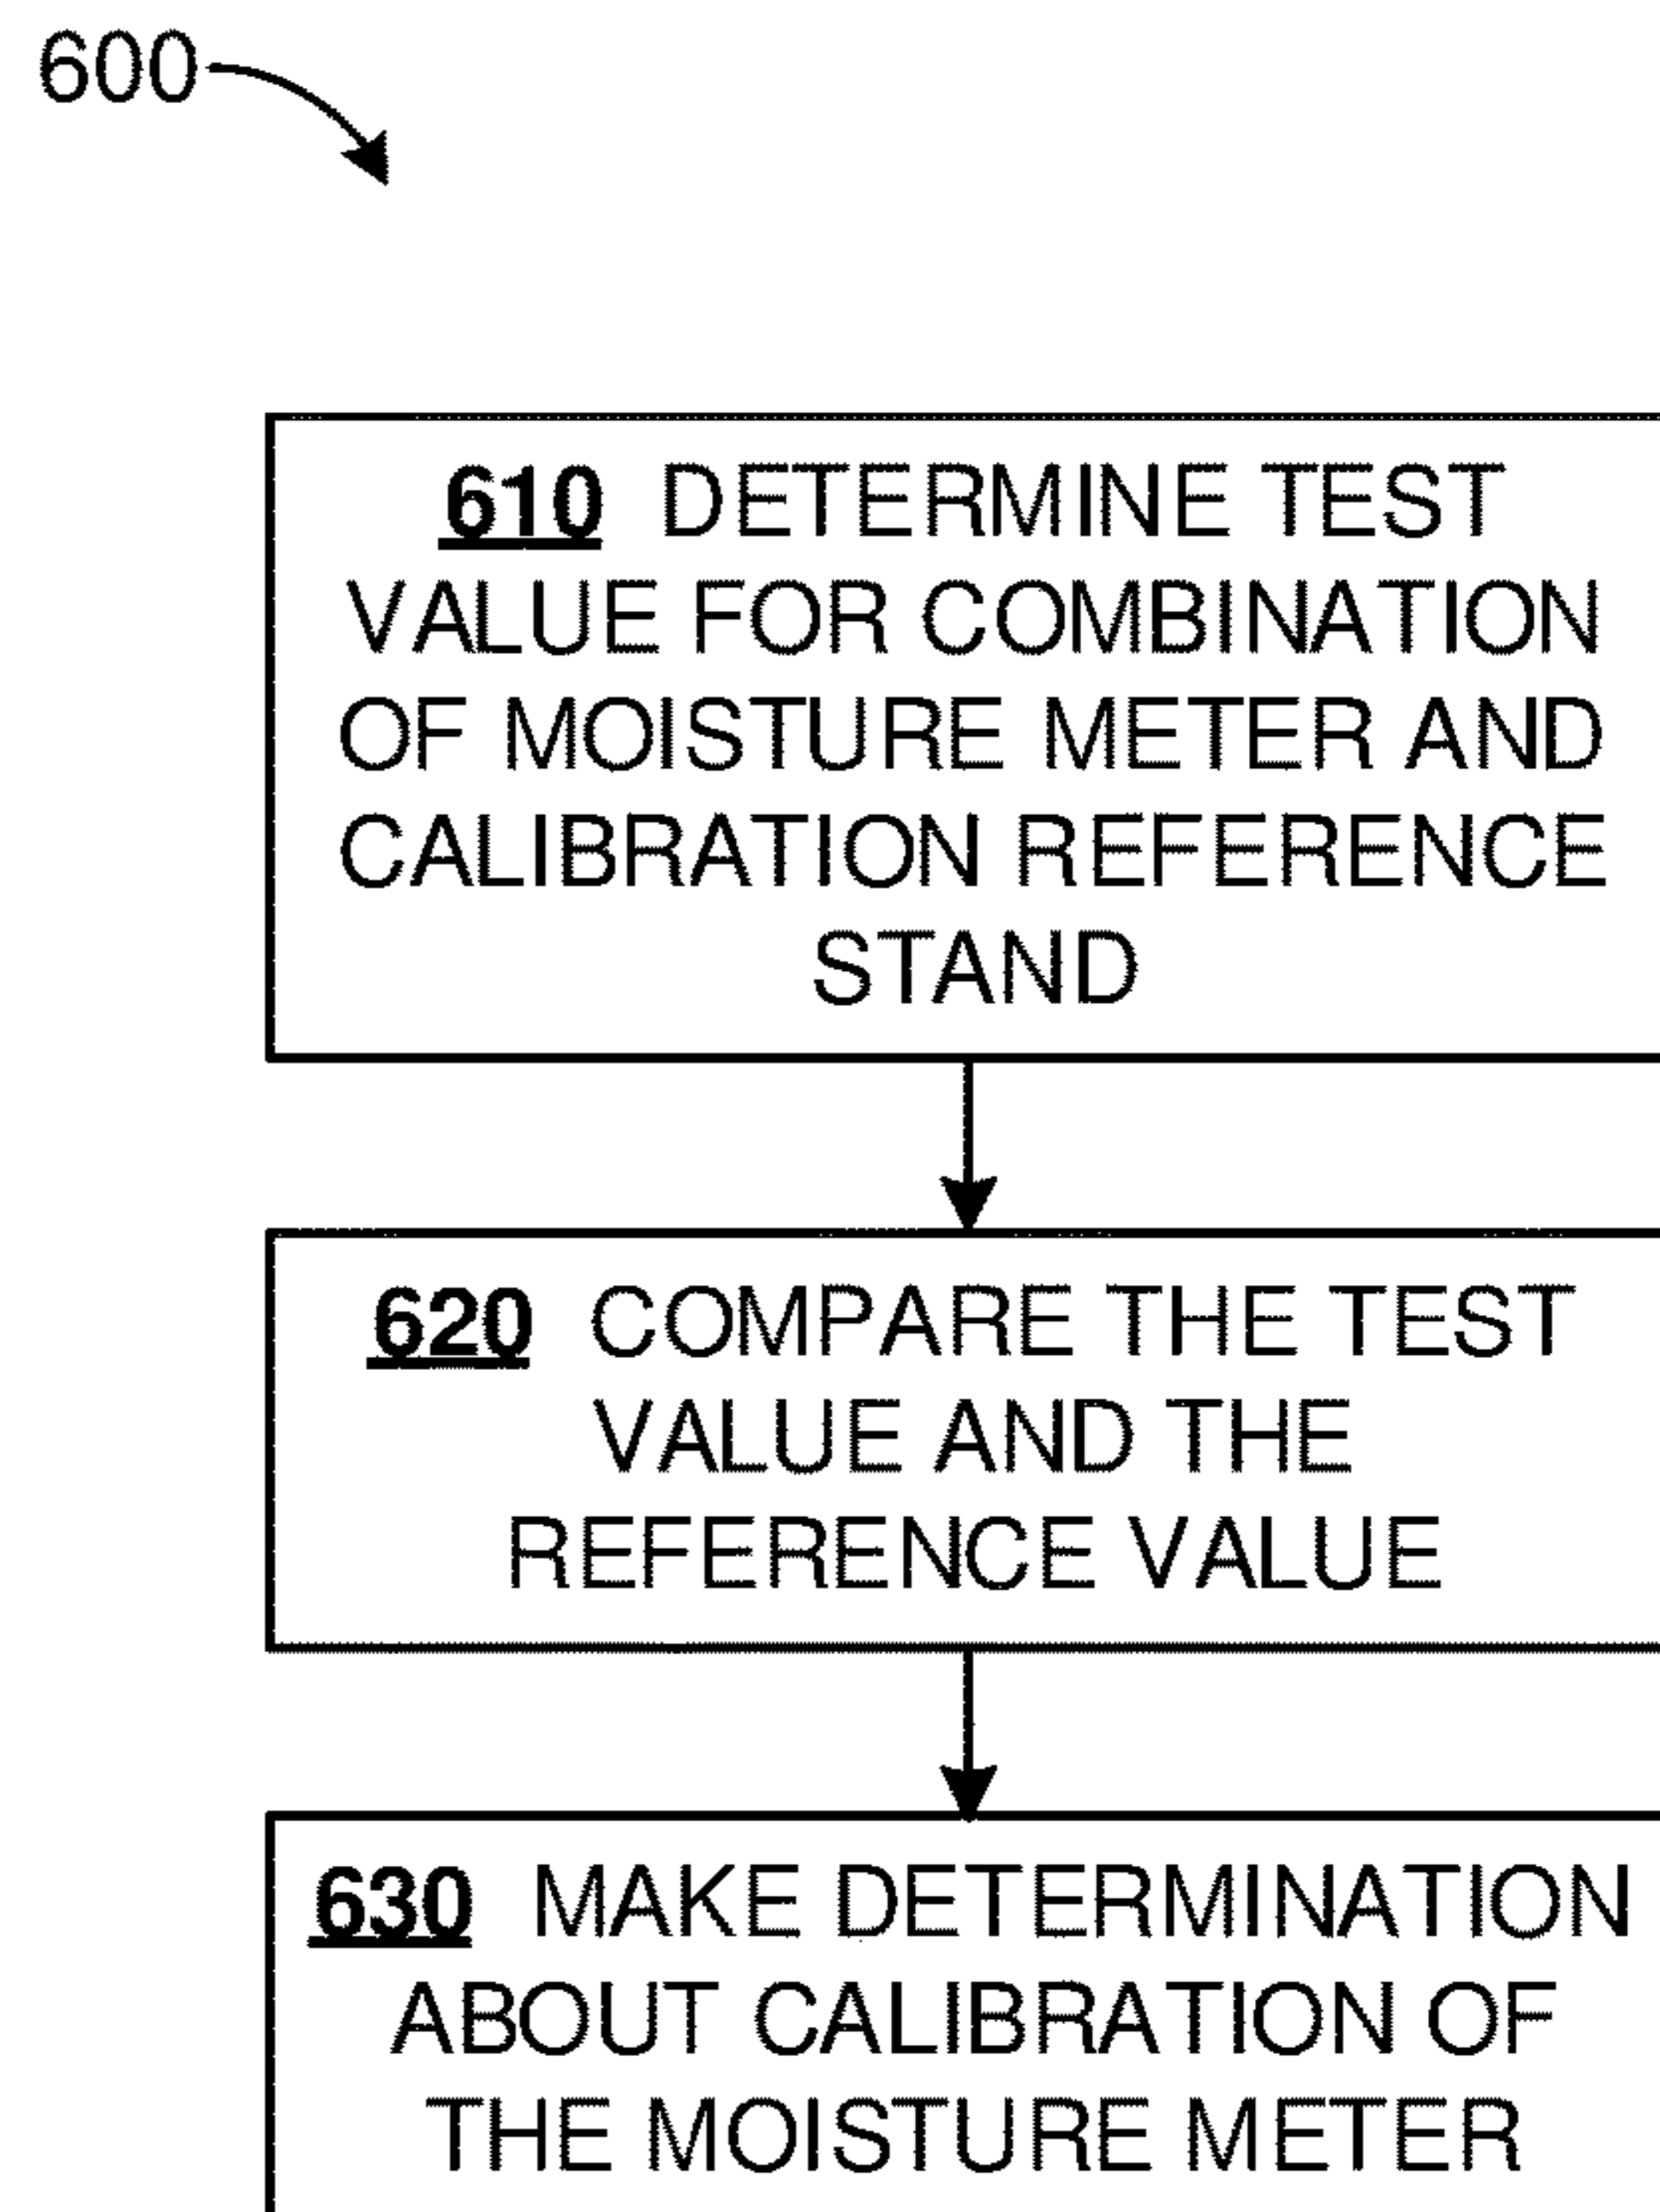 600
610 DETERMINE TEST
VALUE FOR COMBINATION
OF MOISTURE METER AND
CALIBRATION REFERENCE
STAND
620 COMPARE THE TEST
VALUE AND THE
REFERENCE VALUE
630 MAKE DETERMINATION
ABOUT CALIBRATION OF
THE MOISTURE METER